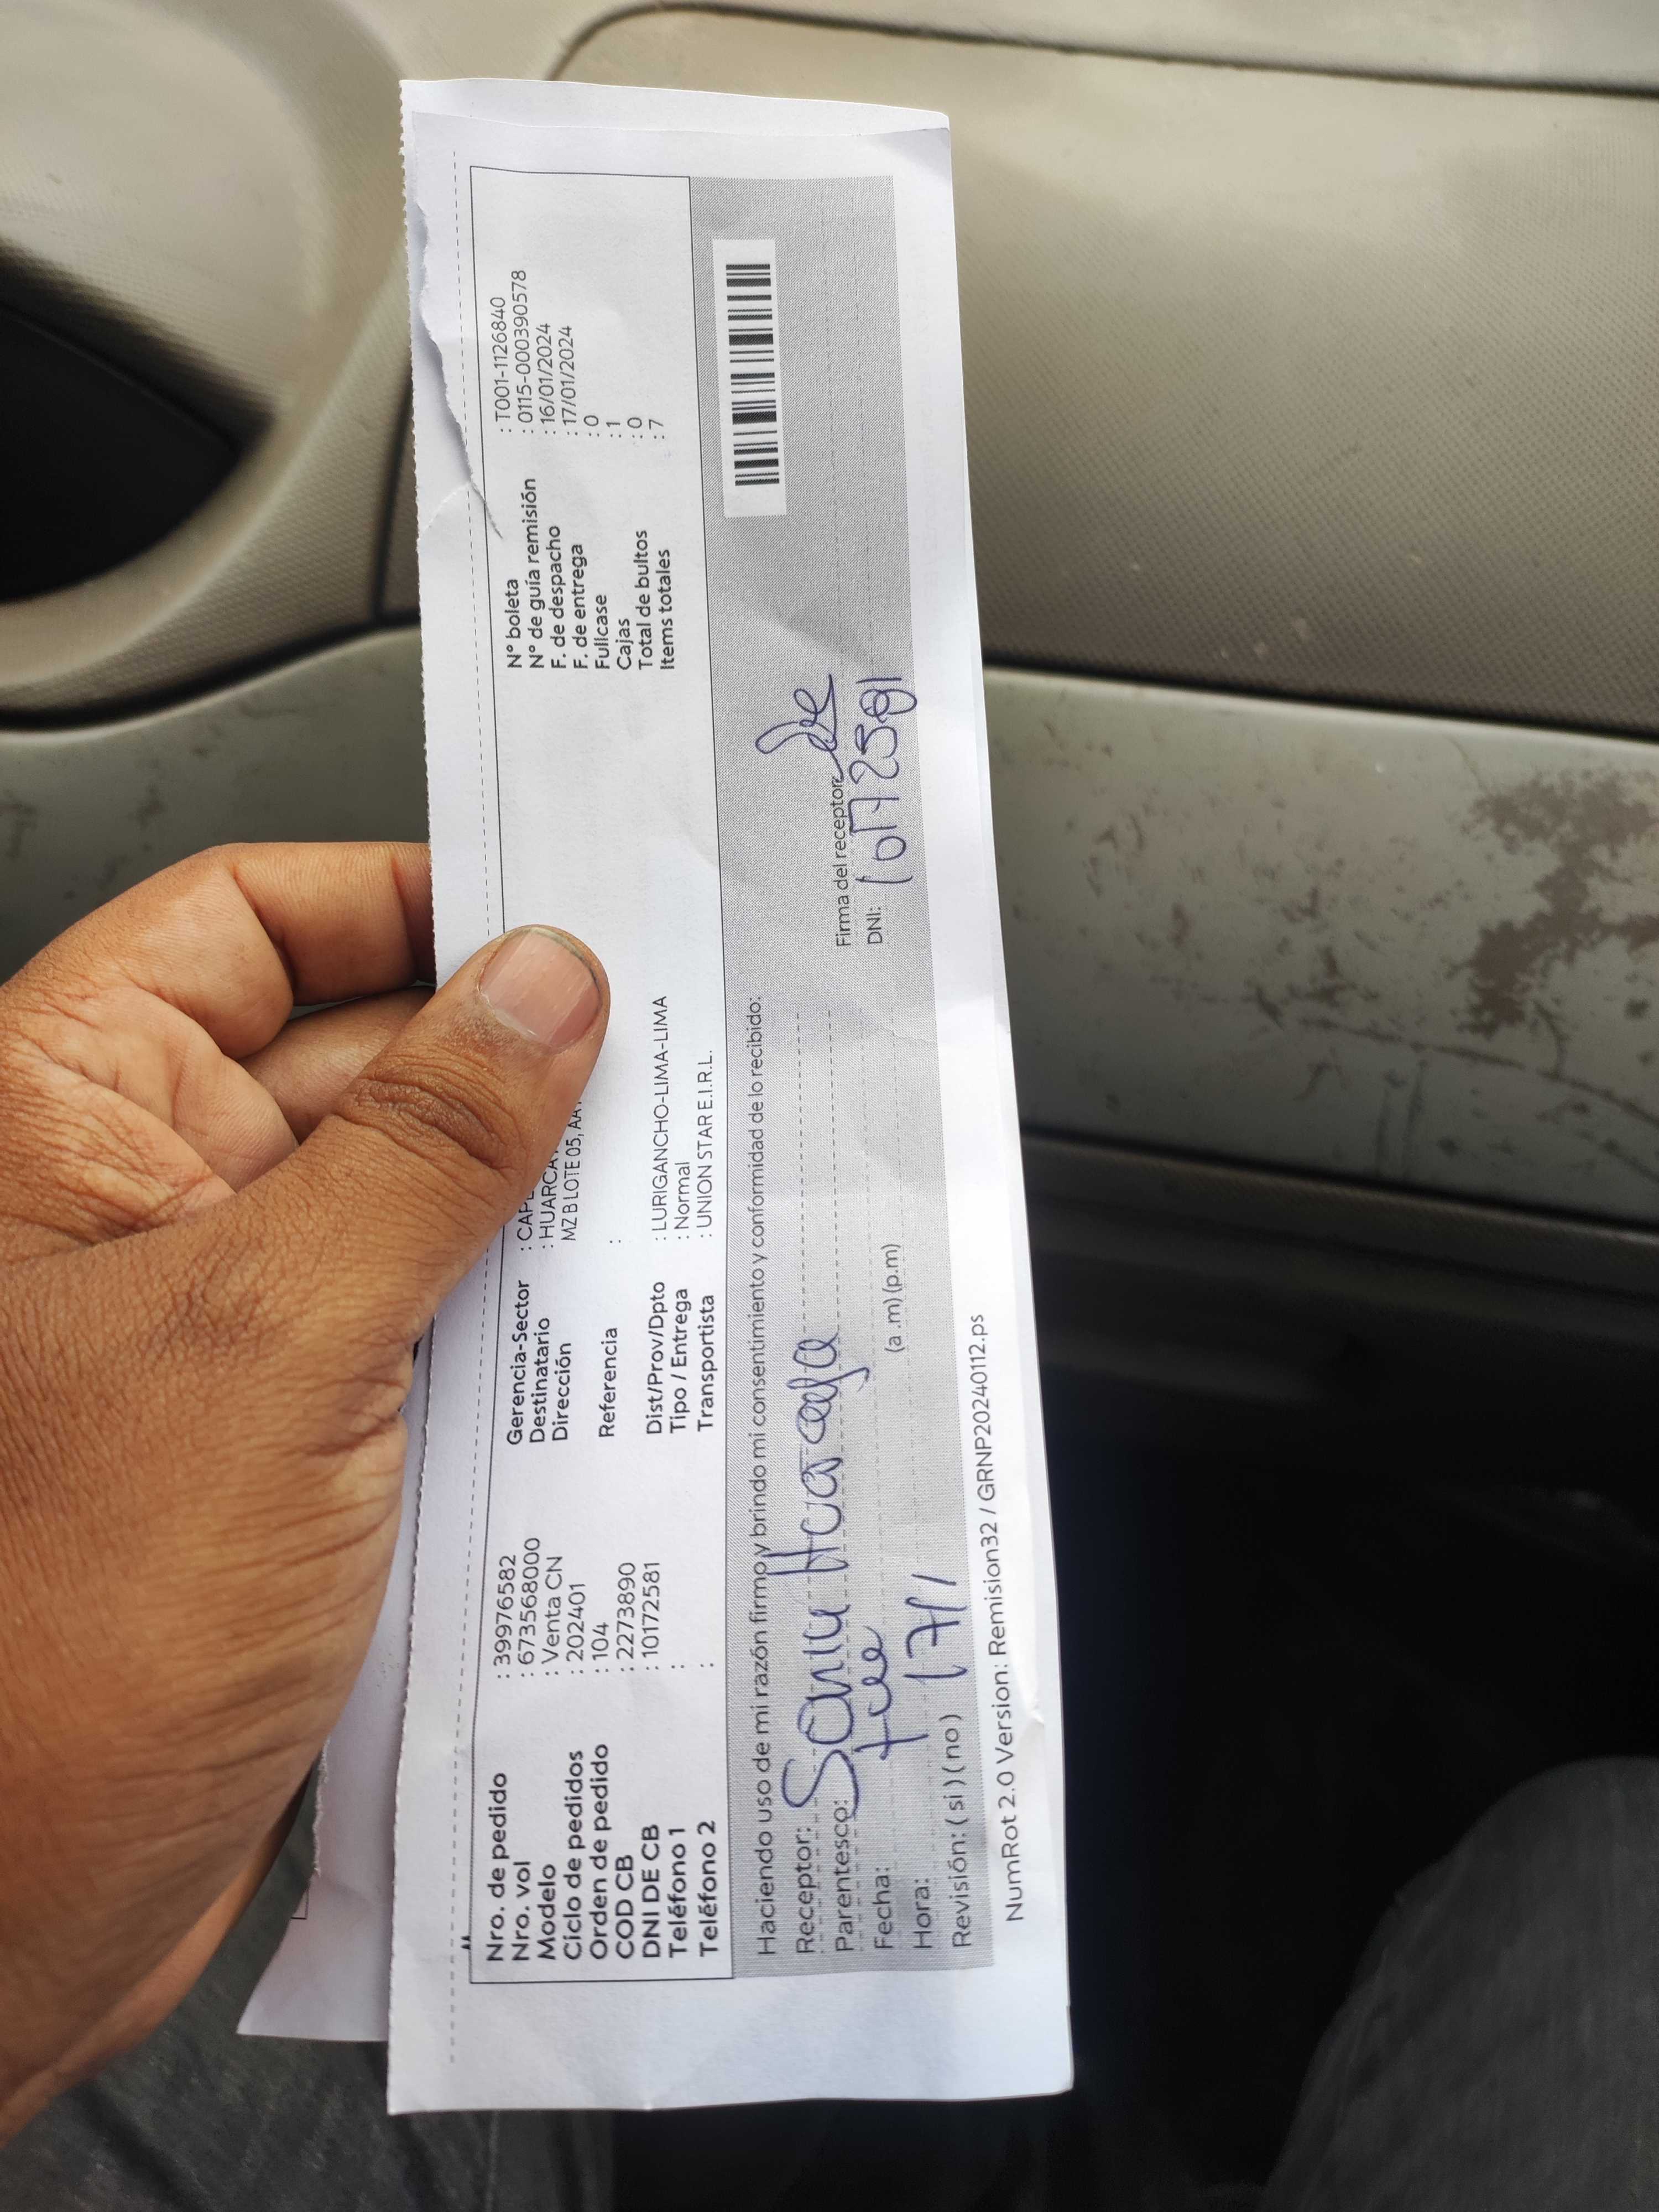 Nro. de pedido : 39976582
Nro. vol : 673568000
Modelo : Venta CN
Ciclo de pedidos : 202401
Orden de pedido : 104
COD CB : 2273890
DNI DE CB : 10172581
Teléfono 1 :
Teléfono 2 :
Gerencia-Sector :
Destinatario : HUARCA
Dirección MZ B LOTE 05,
Referencia :
Dist/Prov/Dpto : LURIGANCHO-LIMA-LIMA
Tipo / Entrega : Normal
Transportista : UNION STAR E.I.R.L.
N° boleta : T001-1126840
N° de guía remisión : 0115-000390578
F. de despacho : 16/01/2024
F. de entrega : 17/01/2024
Fullcase : 0
Cajas : 1
Total de bultos : 0
Items totales : 7
Haciendo uso de mi razón firmo y brindo mi consentimiento y conformidad de lo recibido:
Receptor:
Parentesco:
Fecha:
Hora: 17/1 (a .m) (p.m)
Revisión: ( si ) ( no )
Firma del receptor
DNI: 10172581
NumRot 2.0 Version: Remision32 / GRNP20240112.ps